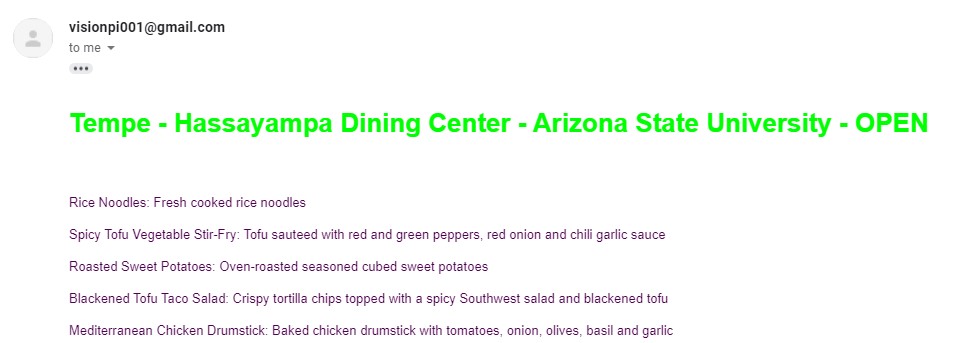 visionpi001@gmail.com
to me
Tempe - Hassayampa Dining Center - Arizona State University - OPEN
Rice Noodles: Fresh cooked rice noodles
Spicy Tofu Vegetable Stir-Fry: Tofu sauteed with red and green peppers, red onion and chili garlic sauce
Roasted Sweet Potatoes: Oven-roasted seasoned cubed sweet potatoes
Blackened Tofu Taco Salad: Crispy tortilla chips topped with a spicy Southwest salad and blackened tofu
Mediterranean Chicken Drumstick: Baked chicken drumstick with tomatoes, onion, olives, basil and garlic